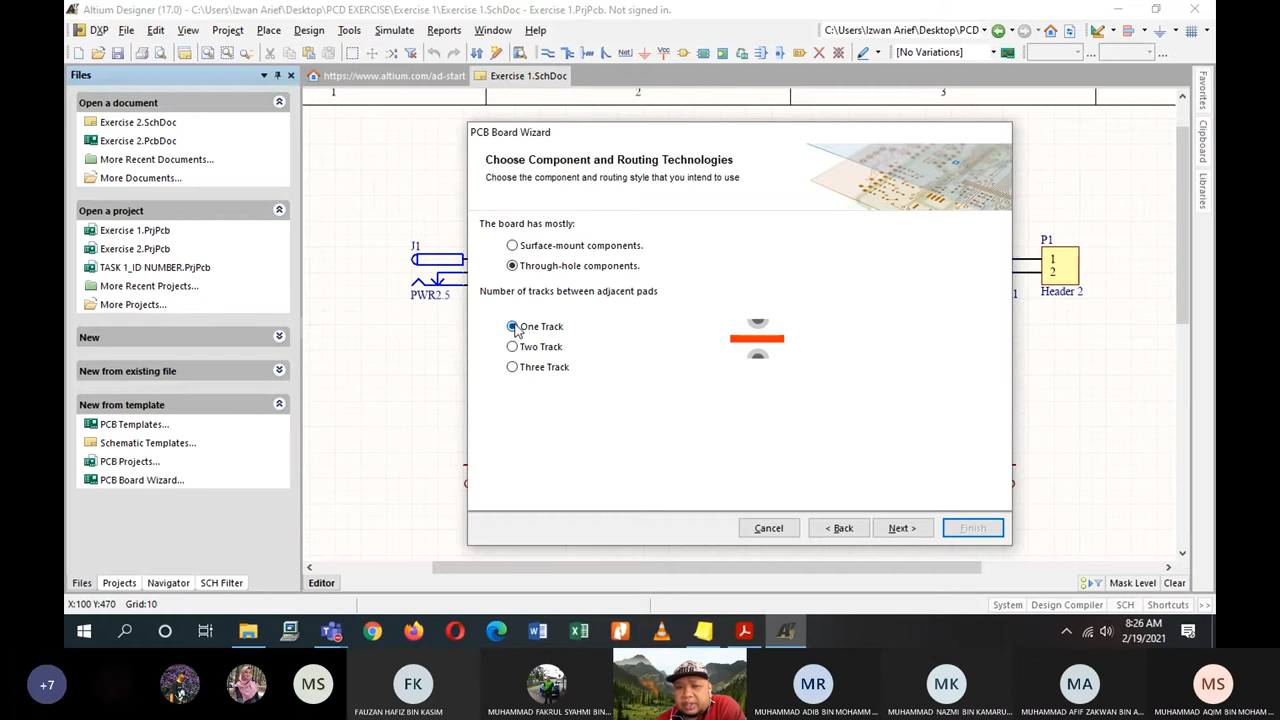 Altium Designer (17.0) - C:\Users\Izwan Arief\Desktop\PCD EXERCISE\Exercise 1\Exercise 1.SchDoc - Exercise 1.PrjPcb. Not signed in.
DXP File Edit View Project Place Design Tools Simulate Reports Window Help C:\Users\Izwan Arief\Desktop\PCD
[No Variations]
Files https://www.altium.com/ad-start Exercise 1.SchDoc
1 2 3
Open a document
Exercise 2.SchDoc
Exercise 2.PcbDoc
More Recent Documents...
More Documents...
Open a project
Exercise 1.PrjPcb
Exercise 2.PrjPcb
TASK 1_ID NUMBER.PrjPcb
More Recent Projects...
More Projects...
New
New from existing file
New from template
PCB Templates...
Schematic Templates...
PCB Projects...
PCB Board Wizard...
Files Projects Navigator SCH Filter
J1
PWR2.5
PCB Board Wizard
Choose Component and Routing Technologies
Choose the component and routing style that you intend to use
The board has mostly:
Surface-mount components.
Through-hole components.
Number of tracks between adjacent pads
One Track
Two Track
Three Track
Cancel < Back Next > Finish
P1
1
2
Header 2
1
Favorites
Clipboard
Libraries
Editor Mask Level Clear
X:100 Y:470 Grid:10 System Design Compiler SCH Shortcuts >>
8:26 AM
2/19/2021
+7 MS FK MR MK MA MS
FAUZAN HAFIZ BIN KASIM MUHAMMAD FAKRUL SYAHMI BIN... MUHAMMAD ADIB BIN MOHAMM... MUHAMMAD NAZMI BIN KAMARU... MUHAMMAD AFIF ZAKWAN BIN A... MUHAMMAD AQIM BIN MOHAM...